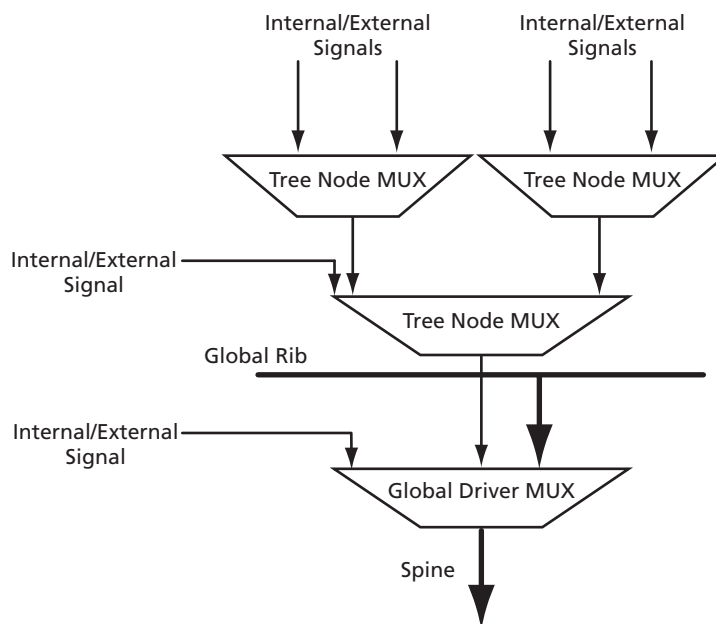 Internal/External
Signals
Internal/External
Signals
Tree Node MUX
Tree Node MUX
Internal/External
Signal
Tree Node MUX
Global Rib
Internal/External
Signal
Global Driver MUX
Spine